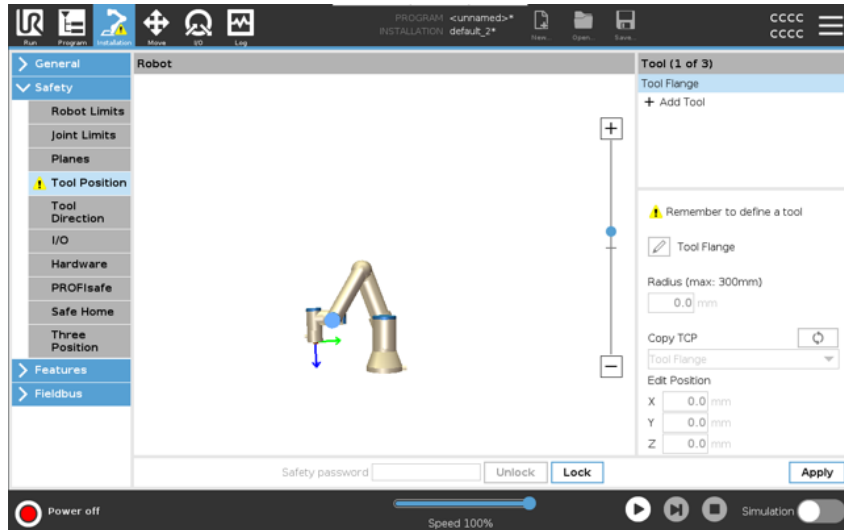 UR
PROGRAM <unnamed>*
INSTALLATION default_2*
cccc
cccc
Run
Program
Installation
Move
I/O
Log
New...
Open...
Save...
General
Safety
Robot Limits
Joint Limits
Planes
Tool Position
Tool
Direction
I/O
Hardware
PROFIsafe
Safe Home
Three
Position
Features
Fieldbus
Robot
Tool (1 of 3)
Tool Flange
+ Add Tool
Remember to define a tool
Tool Flange
Radius (max: 300mm)
0.0 mm
Copy TCP
Tool Flange
Edit Position
X 0.0 mm
Y 0.0 mm
Z 0.0 mm
Safety password
Unlock
Lock
Apply
Power off
Speed 100%
Simulation